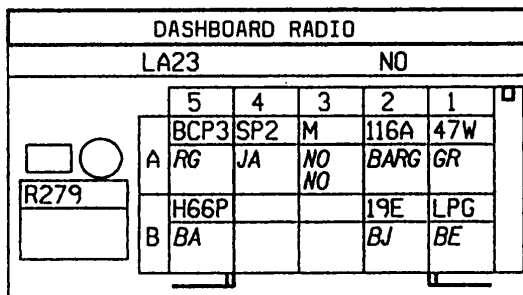 DASHBOARD RADIO
LA23 NO
5 4 3 2 1
BCP3 SP2 M 116A 47W
A RG JA NO BARG GR
NO
R279
H66P 19E LPG
B BA BJ BE